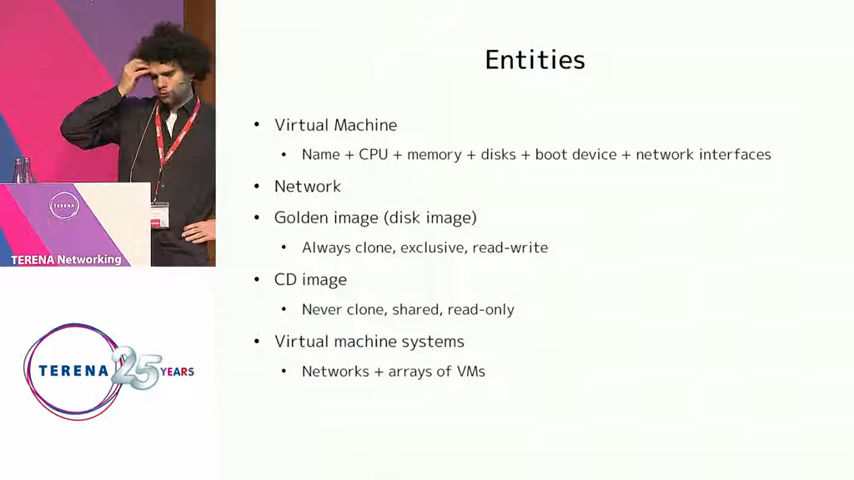 Entities
• Virtual Machine
• Name + CPU + memory + disks + boot device + network interfaces
• Network
• Golden image (disk image)
• Always clone, exclusive, read-write
• CD image
• Never clone, shared, read-only
• Virtual machine systems
• Networks + arrays of VMs
TERENA Networking
TERENA 25 YEARS